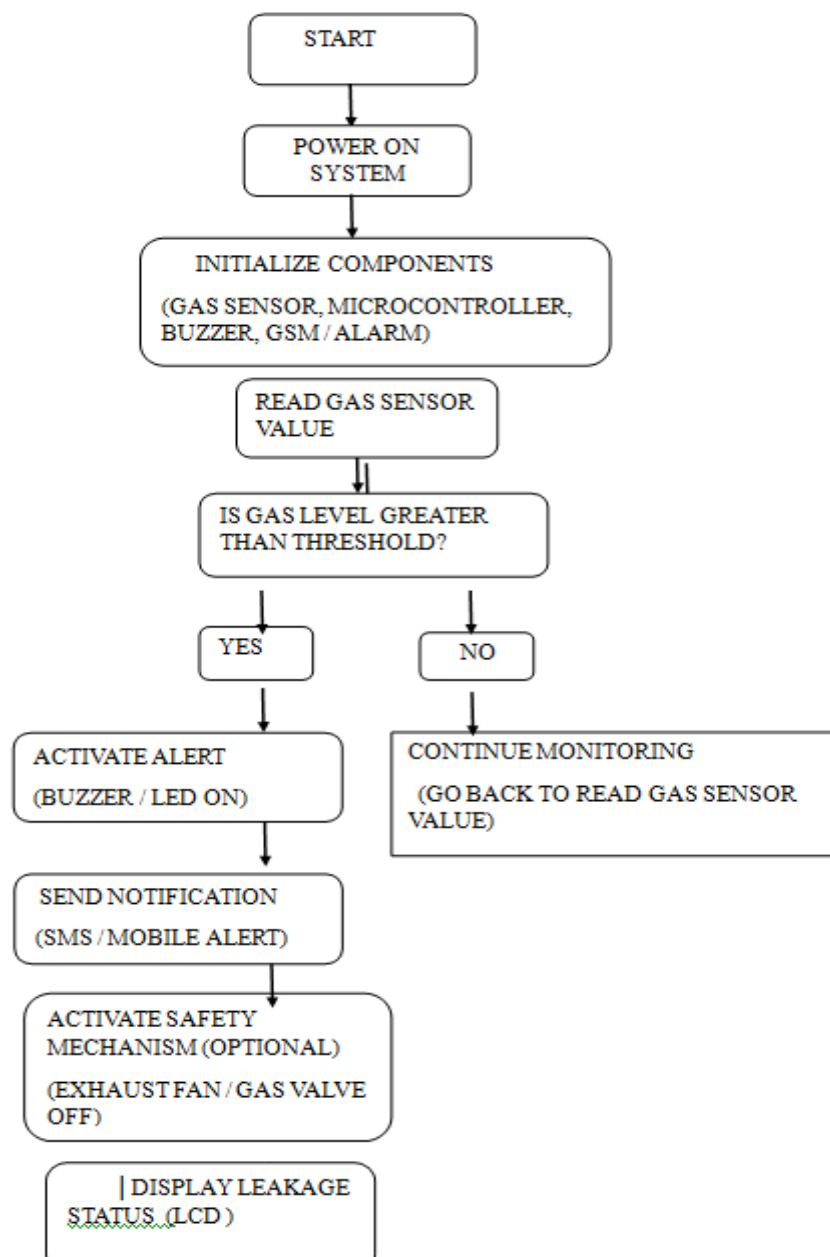 START
POWER ON
SYSTEM
INITIALIZE COMPONENTS
(GAS SENSOR, MICROCONTROLLER,
BUZZER, GSM / ALARM)
READ GAS SENSOR
VALUE
IS GAS LEVEL GREATER
THAN THRESHOLD?
YES
NO
ACTIVATE ALERT
(BUZZER / LED ON)
CONTINUE MONITORING
(GO BACK TO READ GAS SENSOR
VALUE)
SEND NOTIFICATION
(SMS / MOBILE ALERT)
ACTIVATE SAFETY
MECHANISM (OPTIONAL)
(EXHAUST FAN / GAS VALVE
OFF)
DISPLAY LEAKAGE
STATUS (LCD )